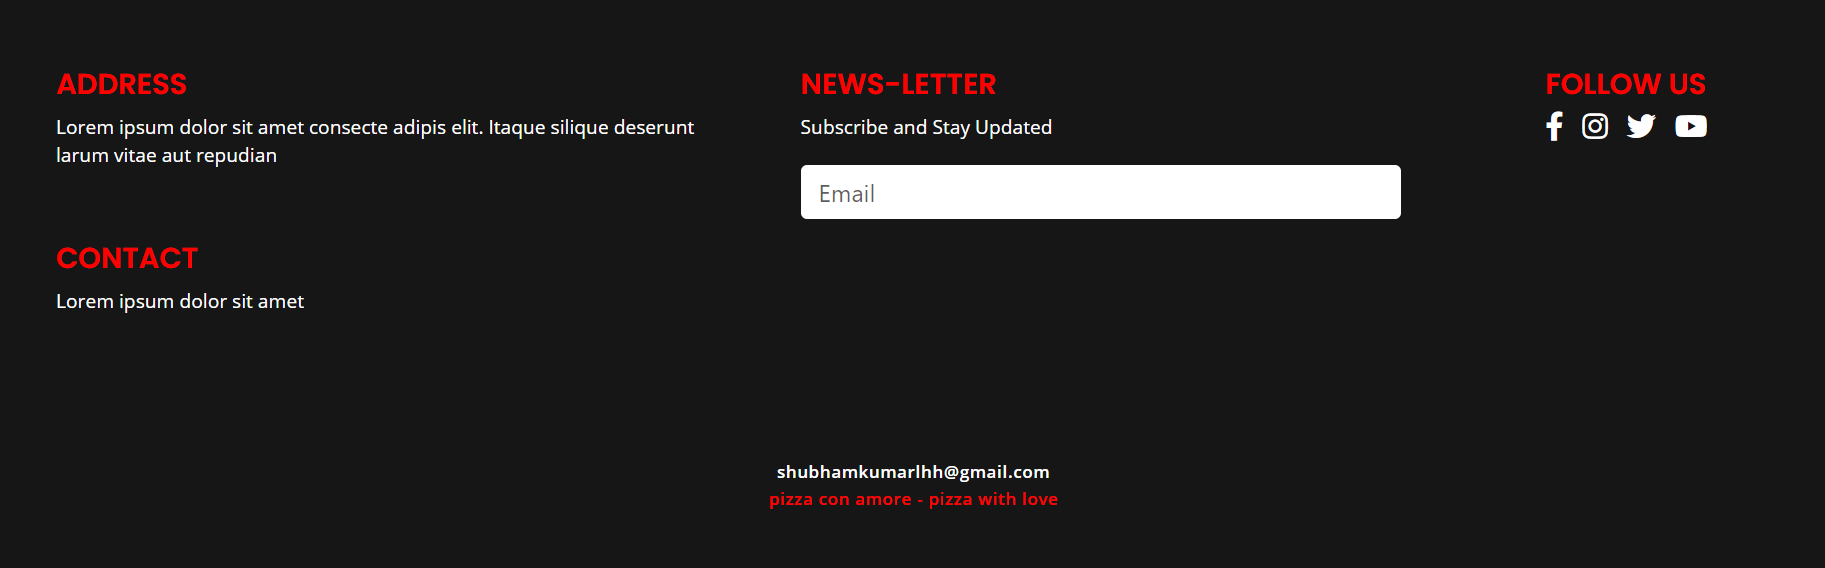 ADDRESS
Lorem ipsum dolor sit amet consecte adipis elit. Itaque silique deserunt
larum vitae aut repudian
CONTACT
Lorem ipsum dolor sit amet
NEWS-LETTER
Subscribe and Stay Updated
Email
FOLLOW US
shubhamkumarlhh@gmail.com
pizza con amore - pizza with love